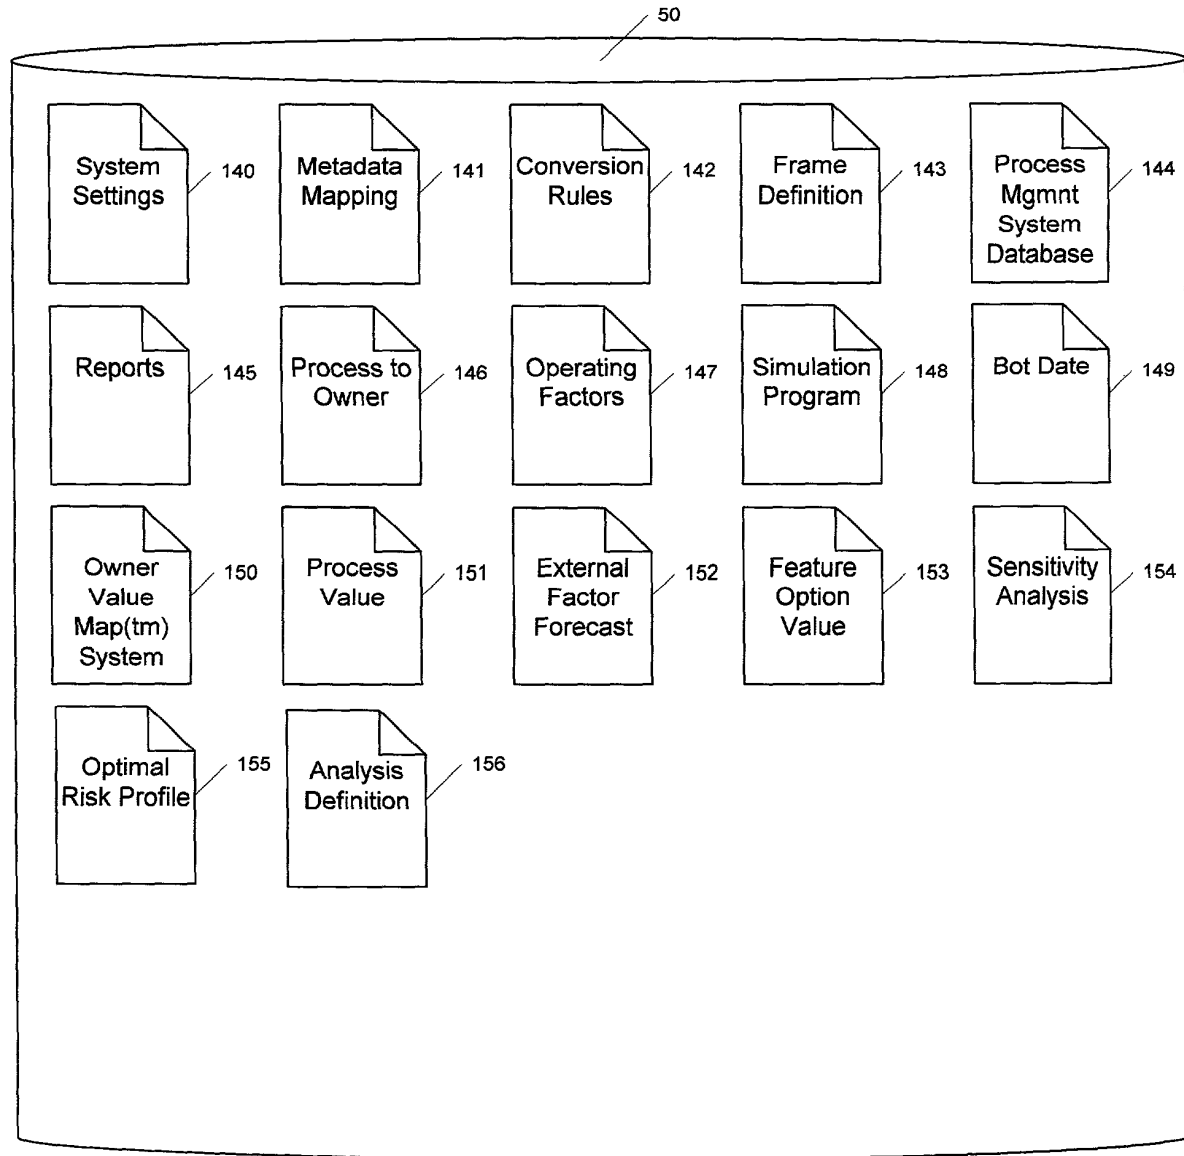 50
System
Settings
140
Metadata
Mapping
141
Conversion
Rules
142
Frame
Definition
143
Process
Mgmnt
System
Database
144
Reports
145
Process to
Owner
146
Operating
Factors
147
Simulation
Program
148
Bot Date
149
Owner
Value
Map(tm)
System
150
Process
Value
151
External
Factor
Forecast
152
Feature
Option
Value
153
Sensitivity
Analysis
154
Optimal
Risk Profile
155
Analysis
Definition
156